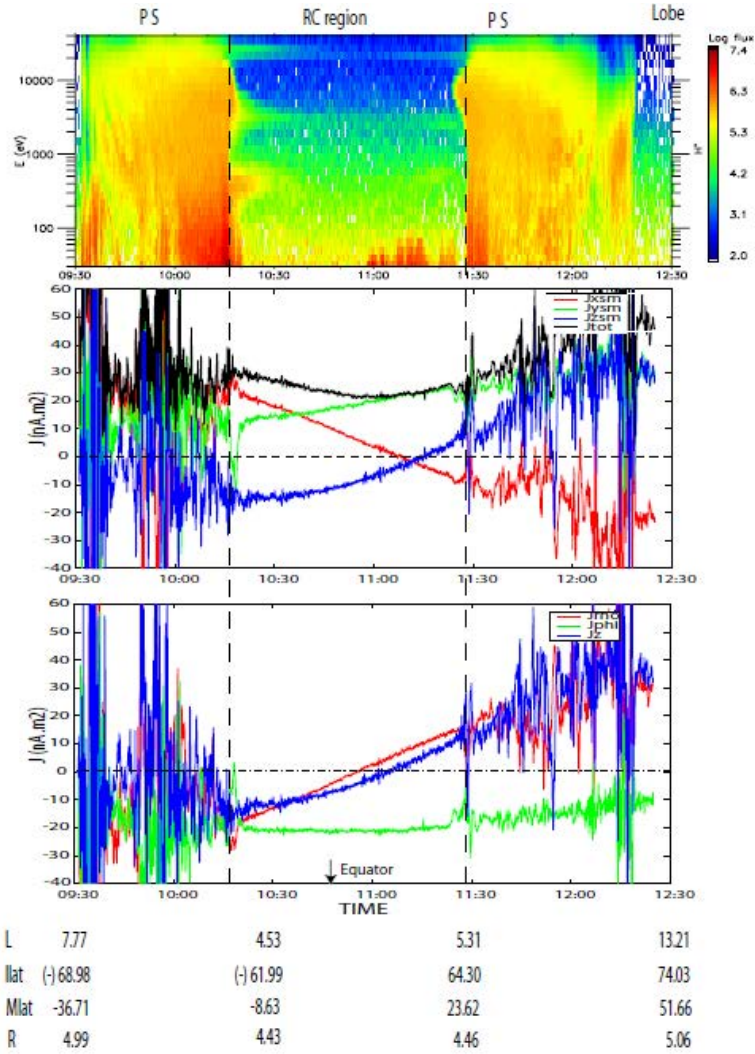 P S RC region P S Lobe
Log flux
7.4
6.3
5.2
4.2
3.1
2.0
E (eV)
10000
1000
100
H+
09:30 10:00 10:30 11:00 11:30 12:00 12:30
J (nA.m2)
60
50
40
30
20
10
0
-10
-20
-30
-40
Jxsm
Jysm
Jzsm
Jtot
09:30 10:00 10:30 11:00 11:30 12:00 12:30
J (nA.m2)
60
50
40
30
20
10
0
-10
-20
-30
-40
Jrho
Jphi
Jz
Equator
09:30 10:00 10:30 11:00 11:30 12:00 12:30
TIME
L 7.77 4.53 5.31 13.21
Ilat (-) 68.98 (-) 61.99 64.30 74.03
Mlat -36.71 -8.63 23.62 51.66
R 4.99 4.43 4.46 5.06